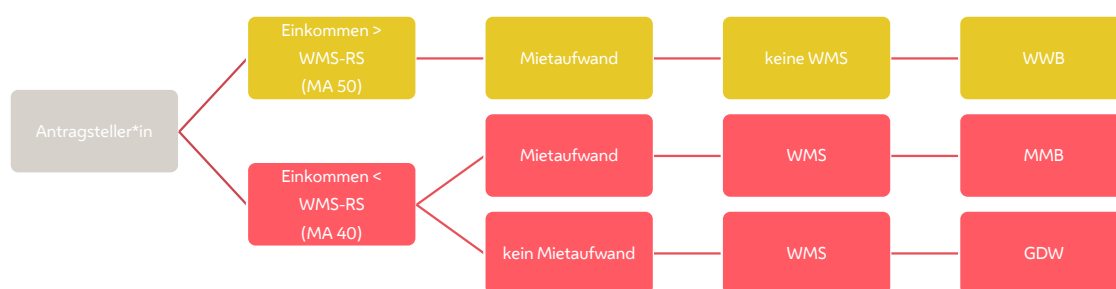 Einkommen >
WMS-RS
(MA 50)
Mietaufwand
keine WMS
WWB
Antragsteller*in
Mietaufwand
WMS
MMB
Einkommen <
WMS-RS
(MA 40)
kein Mietaufwand
WMS
GDW